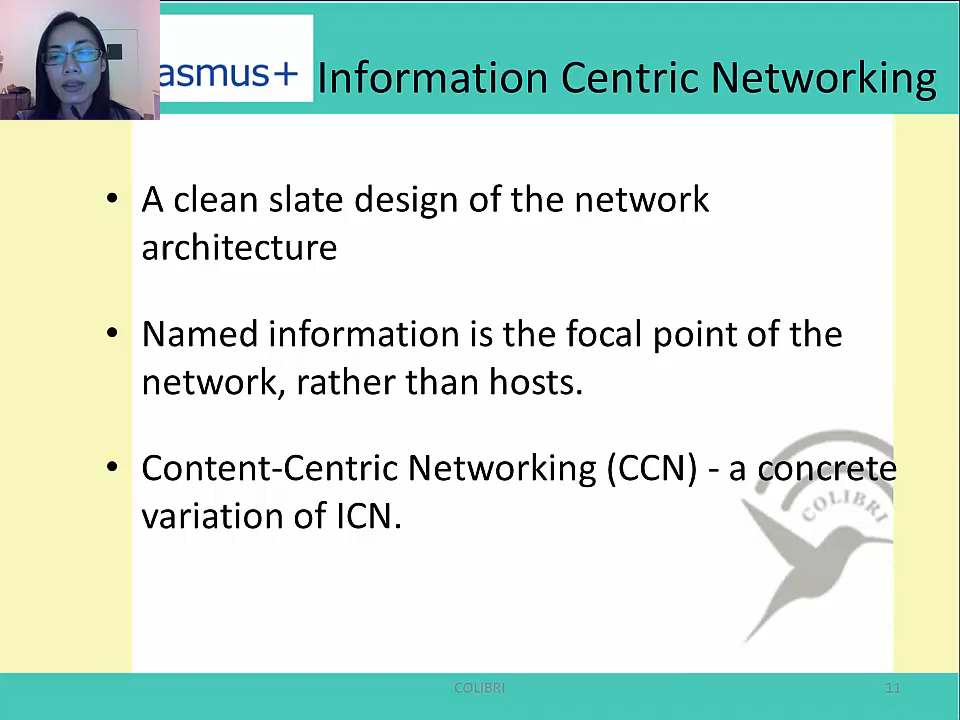 asmus+
Information Centric Networking
• A clean slate design of the network
architecture
• Named information is the focal point of the
network, rather than hosts.
• Content-Centric Networking (CCN) - a concrete
variation of ICN.
COLIBRI
COLIBRI
11